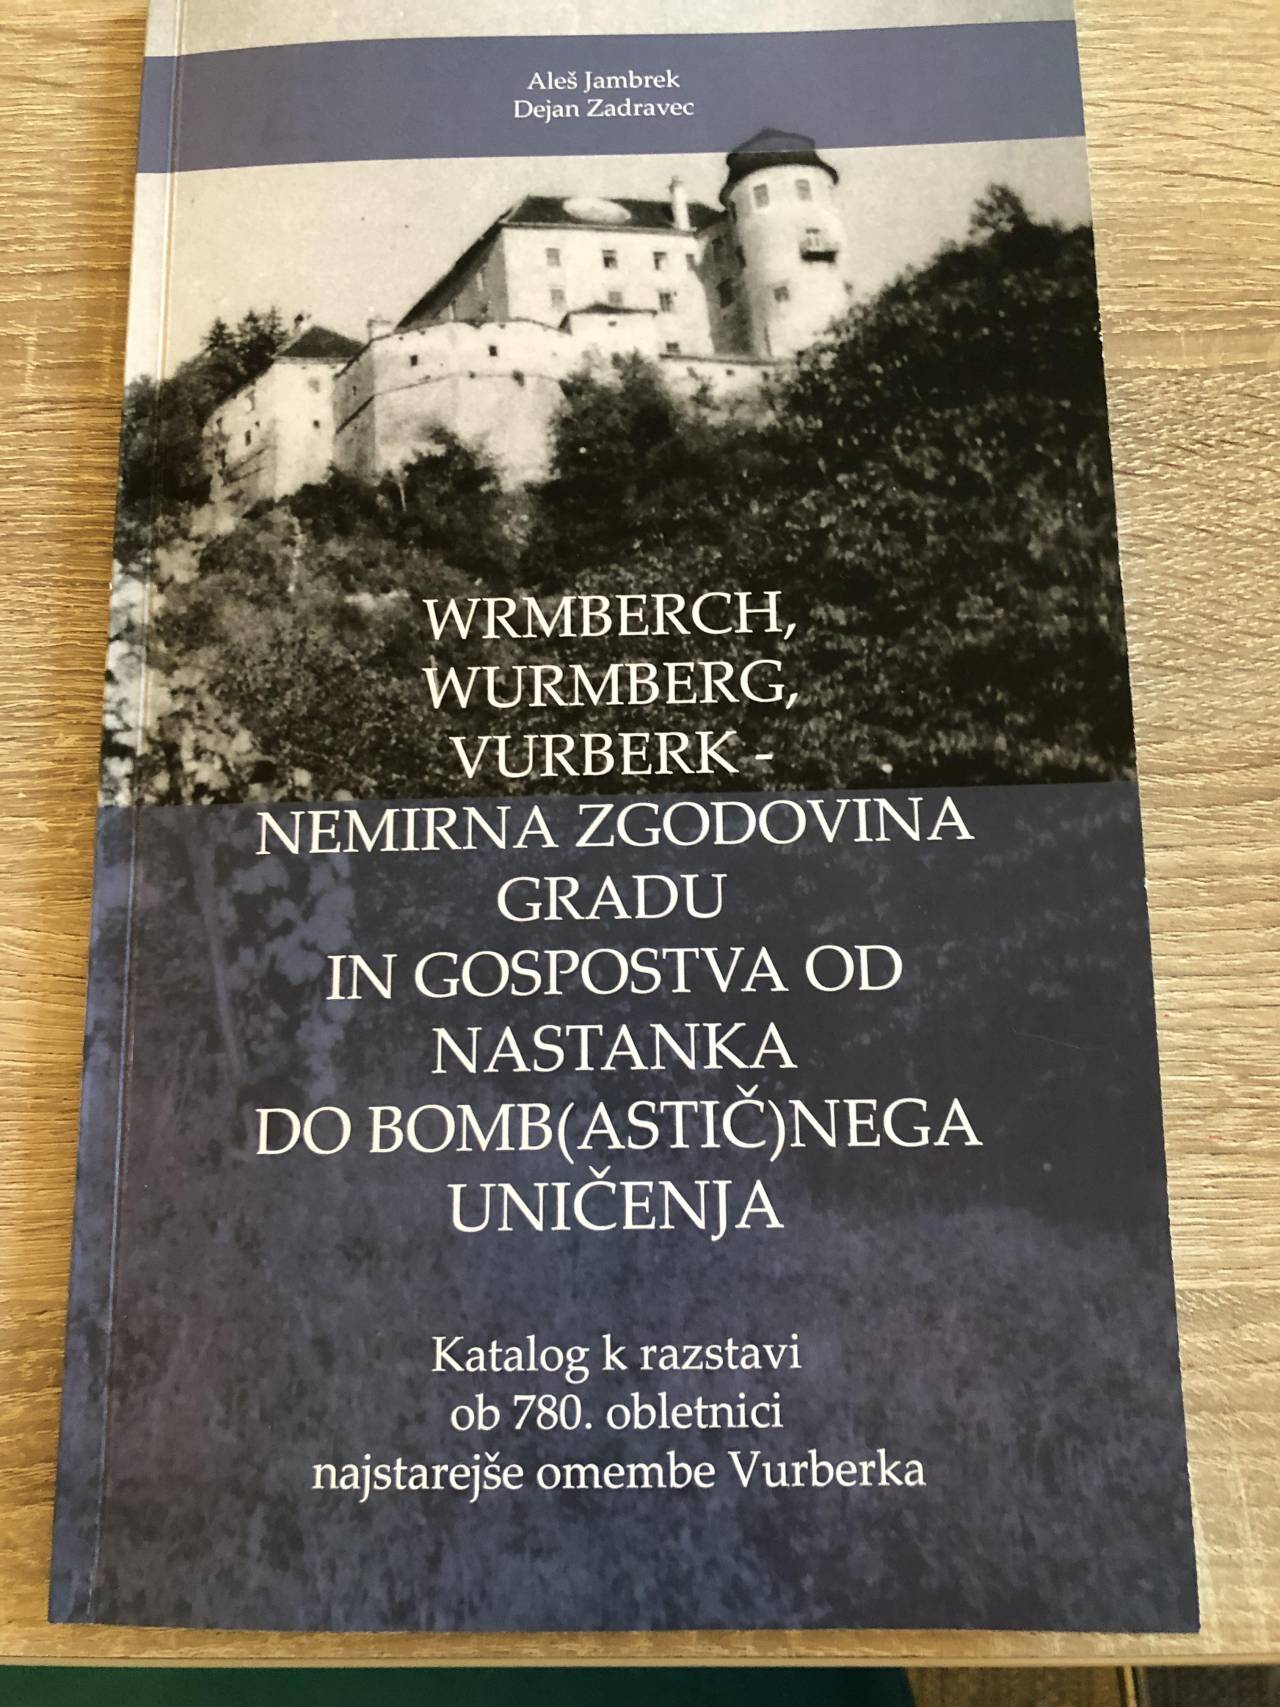 Aleš Jambrek
Dejan Zadravec
WRMBERCH,
WURMBERG,
VURBERK -
NEMIRNA ZGODOVINA
GRADU
IN GOSPOSTVA OD
NASTANKA
DO BOMB(ASTIČ)NEGA
UNIČENJA
Katalog k razstavi
ob 780. obletnici
najstarejše omembe Vurberka